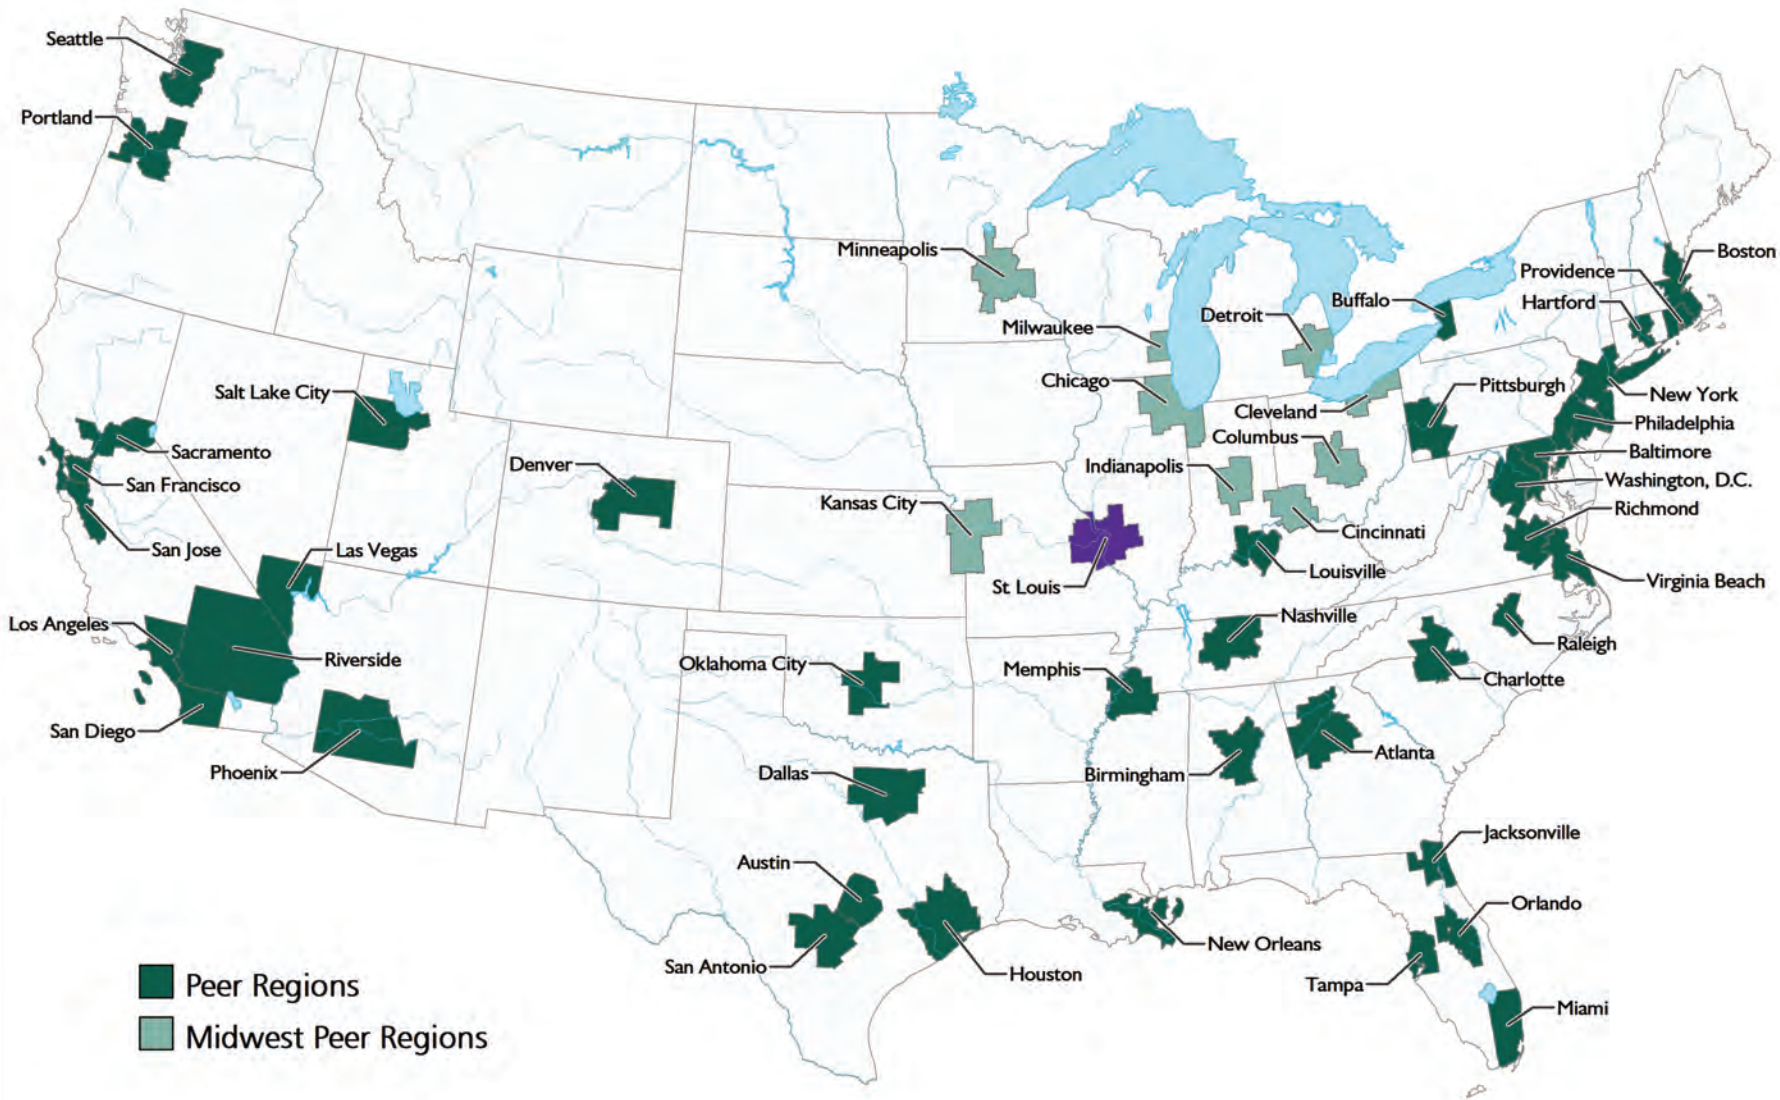 Seattle
Portland
Boston
Minneapolis
Providence
Buffalo
Hartford
Detroit
Milwaukee
Chicago
Pittsburgh
Salt Lake City
New York
Cleveland
Philadelphia
Columbus
Sacramento
Baltimore
Denver
Indianapolis
San Francisco
Washington, D.C.
Kansas City
Richmond
Cincinnati
San Jose
Las Vegas
Louisville
St Louis
Virginia Beach
Nashville
Los Angeles
Raleigh
Riverside
Oklahoma City
Memphis
Charlotte
San Diego
Atlanta
Phoenix
Dallas
Birmingham
Jacksonville
Austin
Orlando
New Orleans
San Antonio
Houston
Tampa
Peer Regions
Miami
Midwest Peer Regions